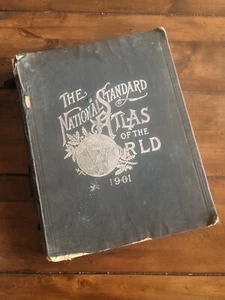 THE
NATIONAL STANDARD
ATLAS
OF THE
WORLD
1901